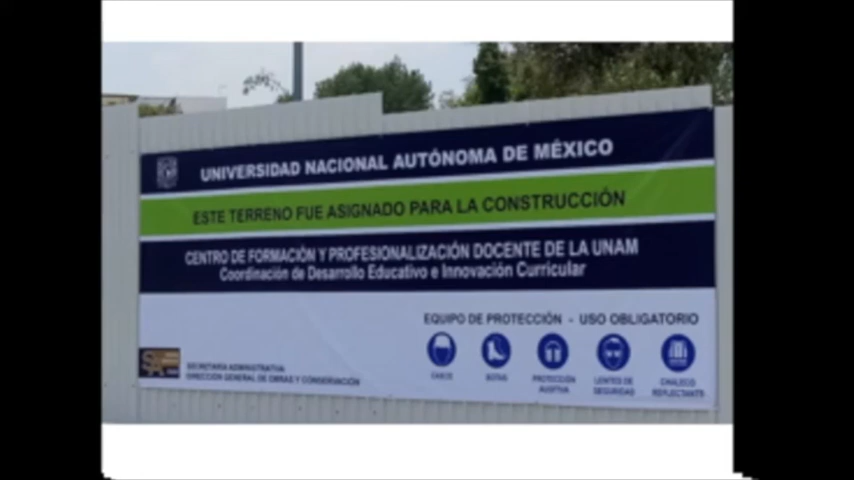 UNIVERSIDAD NACIONAL AUTÓNOMA DE MÉXICO
ESTE TERRENO FUE ASIGNADO PARA LA CONSTRUCCIÓN
CENTRO DE FORMACIÓN Y PROFESIONALIZACIÓN DOCENTE DE LA UNAM
Coordinación de Desarrollo Educativo e Innovación Curricular
EQUIPO DE PROTECCIÓN - USO OBLIGATORIO
CASCO
BOTAS
PROTECCIÓN
AUDITIVA
LENTES DE
SEGURIDAD
CHALECO
REFLECTANTE
SECRETARÍA ADMINISTRATIVA
DIRECCIÓN GENERAL DE OBRAS Y CONSERVACIÓN